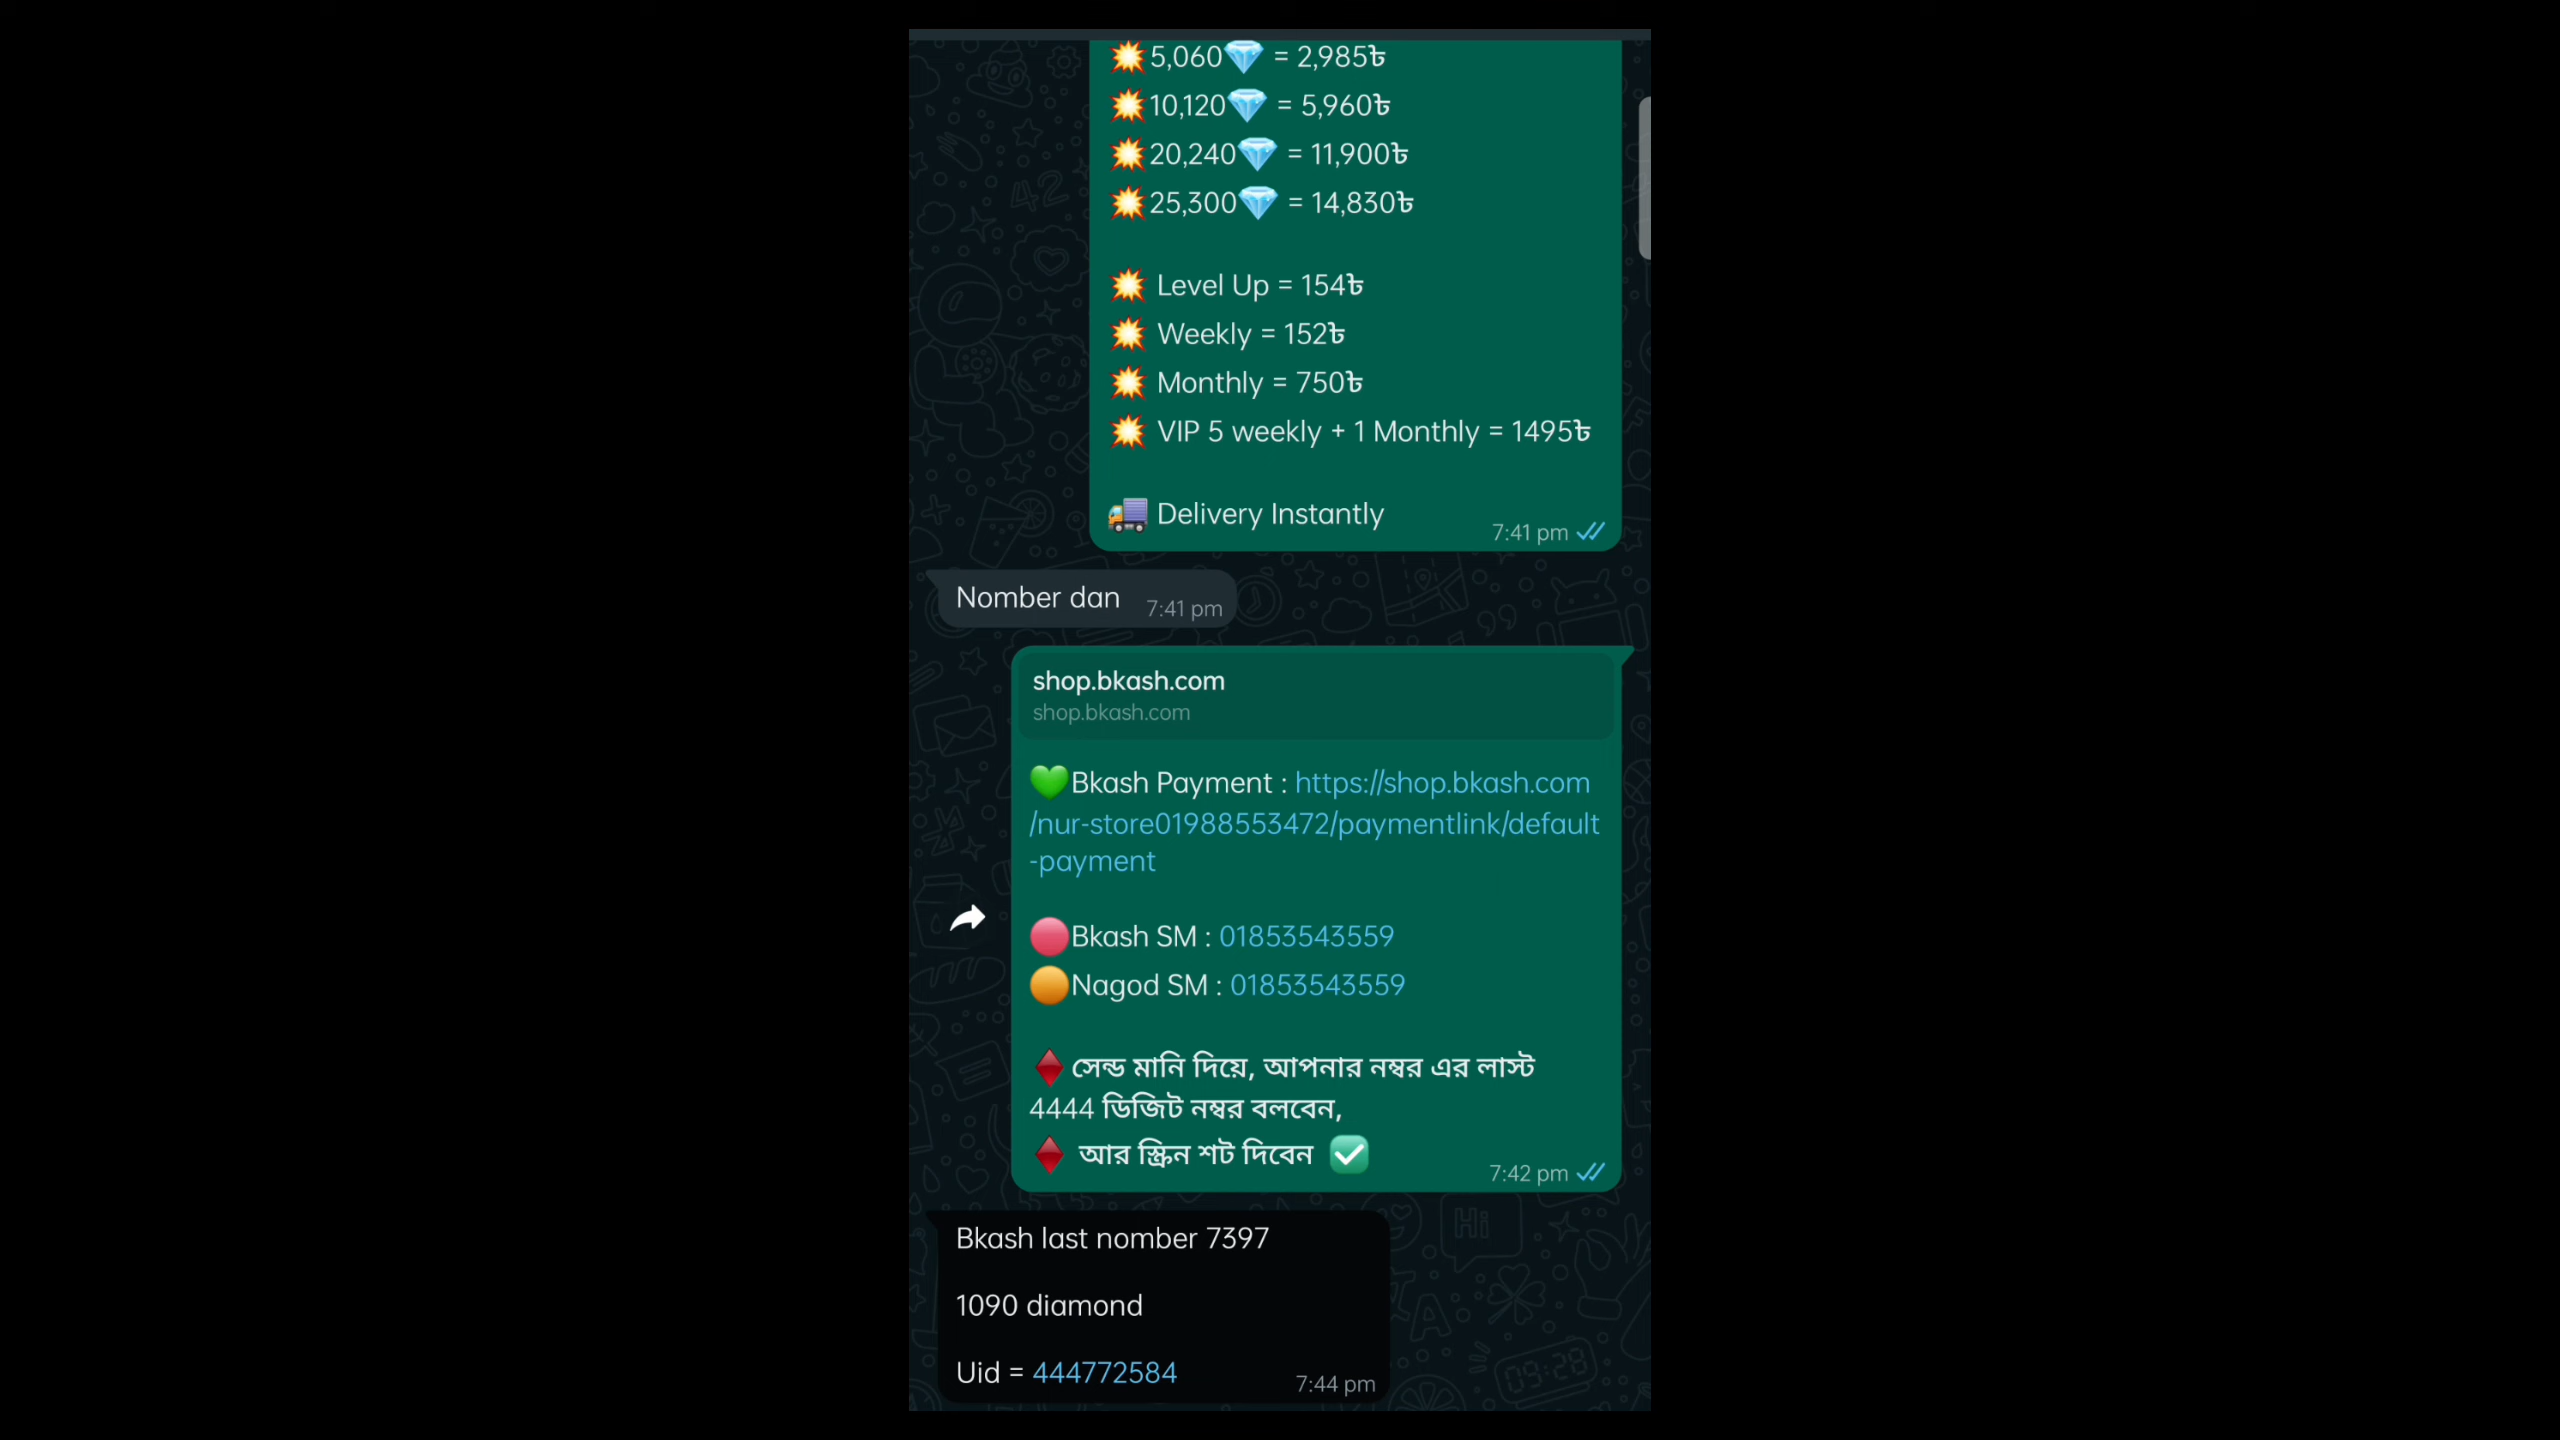 💥5,060💎 = 2,985৳
💥10,120💎 = 5,960৳
💥20,240💎 = 11,900৳
💥25,300💎 = 14,830৳
💥 Level Up = 154৳
💥 Weekly = 152৳
💥 Monthly = 750৳
💥 VIP 5 weekly + 1 Monthly = 1495৳
🚚 Delivery Instantly
7:41 pm
Nomber dan
7:41 pm
shop.bkash.com
shop.bkash.com
💚Bkash Payment : https://shop.bkash.com
/nur-store01988553472/paymentlink/default
-payment
🔴Bkash SM : 01853543559
🟠Nagod SM : 01853543559
♦️সেন্ড মানি দিয়ে, আপনার নম্বর এর লাস্ট
4444 ডিজিট নম্বর বলবেন,
♦️ আর স্ক্রিন শট দিবেন ✅
7:42 pm
Bkash last nomber 7397
1090 diamond
Uid = 444772584
7:44 pm